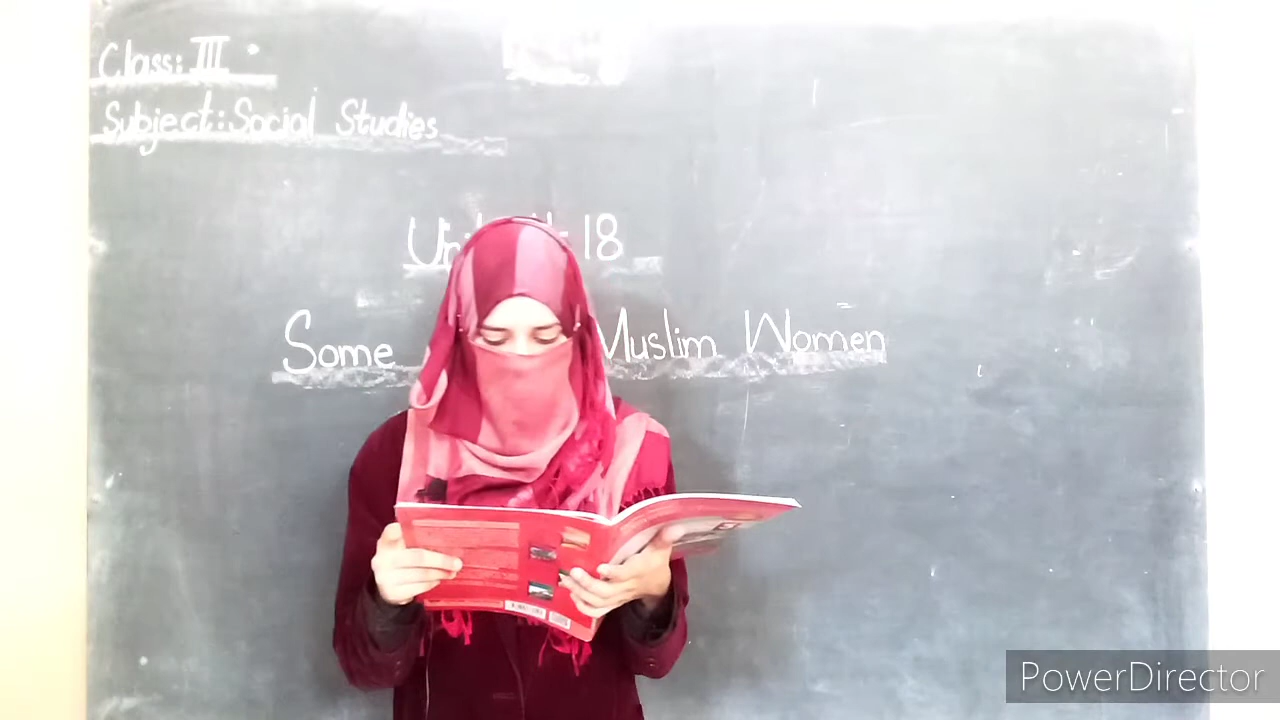 Class: III
Subject: Social Studies
18
Some Muslim Women
PowerDirector